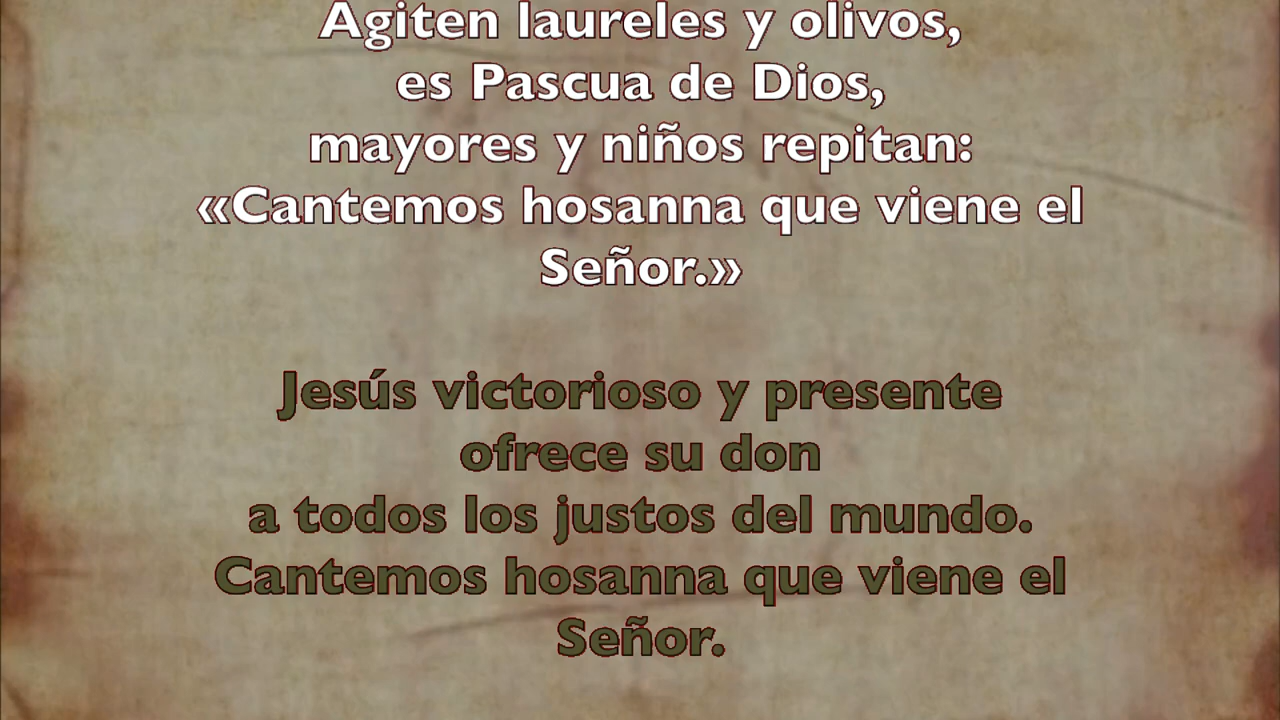 Agiten laureles y olivos,
es Pascua de Dios,
mayores y niños repitan:
«Cantemos hosanna que viene el
Señor.»
Jesús victorioso y presente
ofrece su don
a todos los justos del mundo.
Cantemos hosanna que viene el
Señor.